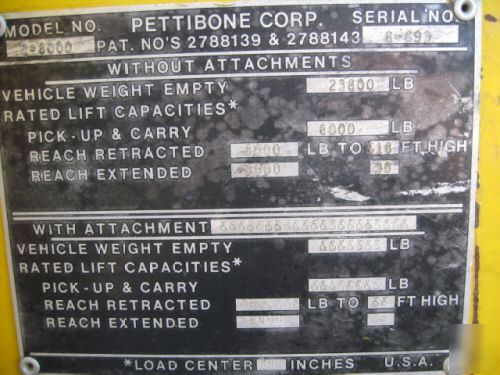 MODEL NO. PETTIBONE CORP. SERIAL NO.
PAT. NO'S 2788139 & 2788143
WITHOUT ATTACHMENTS
VEHICLE WEIGHT EMPTY 23800 LB
RATED LIFT CAPACITIES*
PICK-UP & CARRY 8000 LB
REACH RETRACTED LB TO FT HIGH
REACH EXTENDED
WITH ATTACHMENT
VEHICLE WEIGHT EMPTY LB
RATED LIFT CAPACITIES*
PICK-UP & CARRY LB
REACH RETRACTED LB TO FT HIGH
REACH EXTENDED
*LOAD CENTER INCHES U.S.A.